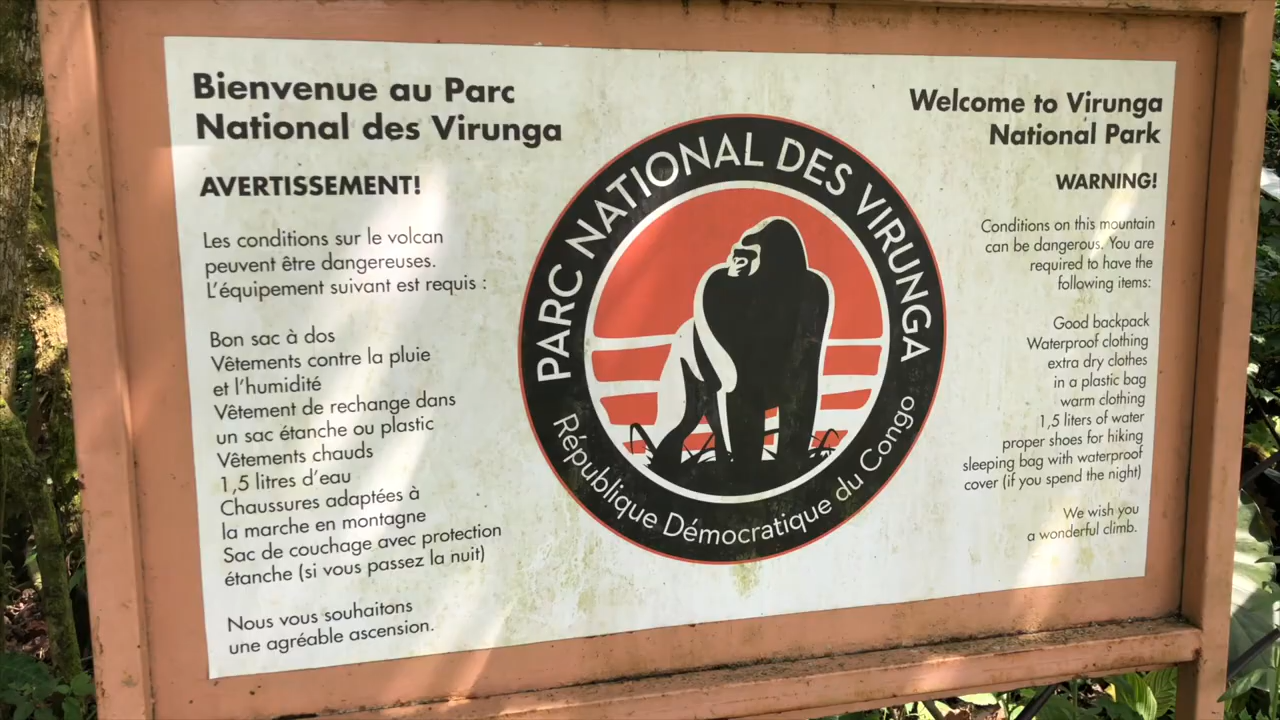 Bienvenue au Parc
National des Virunga
AVERTISSEMENT!
Les conditions sur le volcan
peuvent être dangereuses.
L'équipement suivant est requis :
Bon sac à dos
Vêtements contre la pluie
et l'humidité
Vêtement de rechange dans
un sac étanche ou plastic
Vêtements chauds
1,5 litres d'eau
Chaussures adaptées à
la marche en montagne
Sac de couchage avec protection
étanche (si vous passez la nuit)
Nous vous souhaitons
une agréable ascension.
PARC NATIONAL DES VIRUNGA
République Démocratique du Congo
Welcome to Virunga
National Park
WARNING!
Conditions on this mountain
can be dangerous. You are
required to have the
following items:
Good backpack
Waterproof clothing
extra dry clothes
in a plastic bag
warm clothing
1,5 liters of water
proper shoes for hiking
sleeping bag with waterproof
cover (if you spend the night)
We wish you
a wonderful climb.